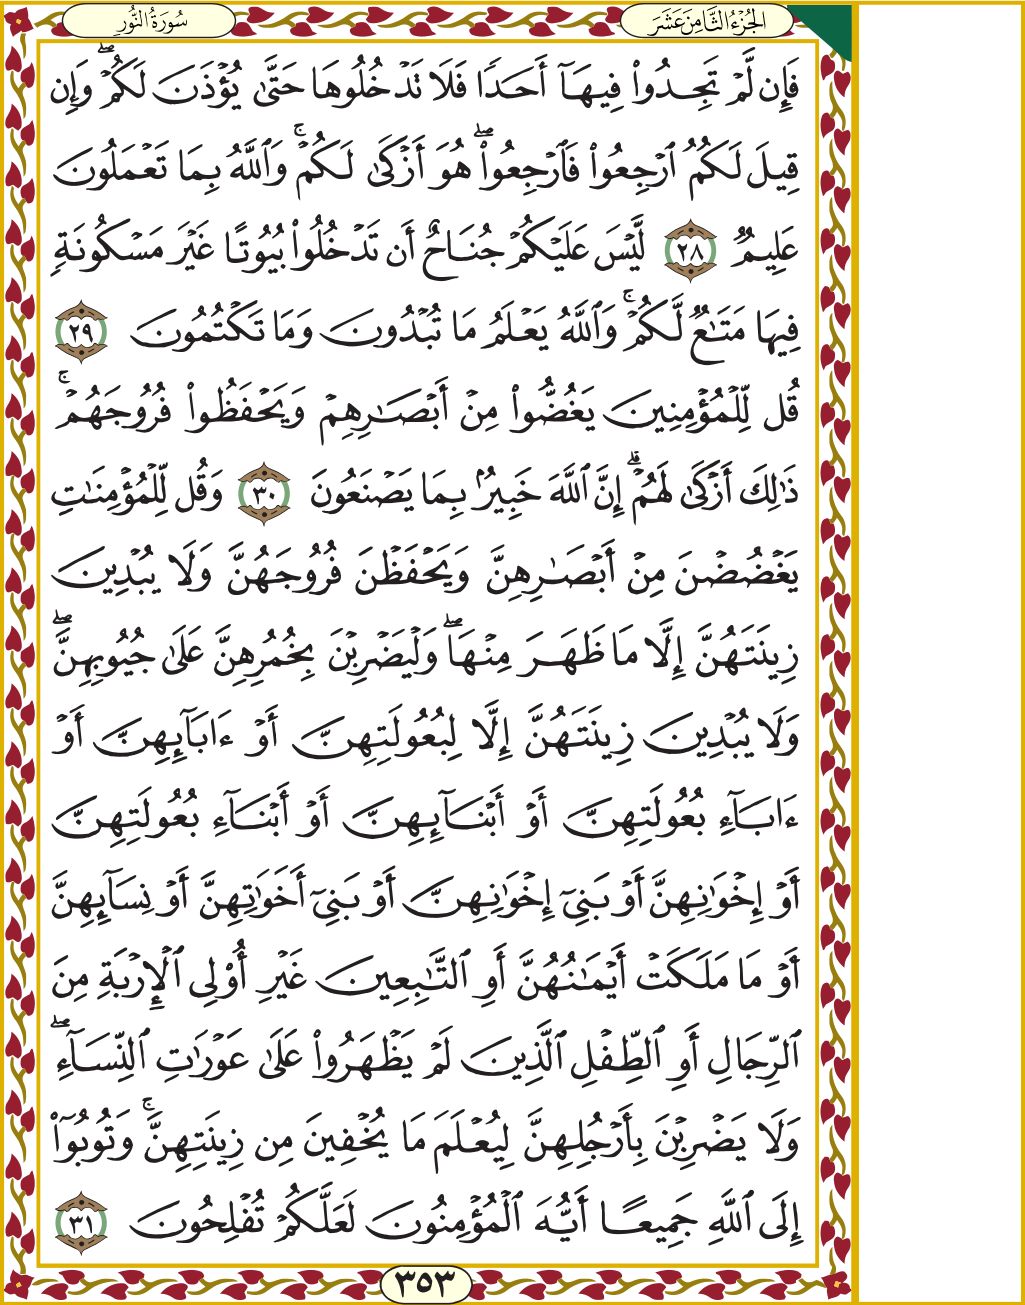 الجُزْءُ الثَّامِنَ عَشَرَ
سُورَةُ النُّورِ
فَإِن لَّمْ تَجِدُوا۟ فِيهَآ أَحَدًا فَلَا تَدْخُلُوهَا حَتَّىٰ يُؤْذَنَ لَكُمْ ۖ وَإِن
قِيلَ لَكُمُ ٱرْجِعُوا۟ فَٱرْجِعُوا۟ ۖ هُوَ أَزْكَىٰ لَكُمْ ۚ وَٱللَّهُ بِمَا تَعْمَلُونَ
عَلِيمٌ ٢٨ لَّيْسَ عَلَيْكُمْ جُنَاحٌ أَن تَدْخُلُوا۟ بُيُوتًا غَيْرَ مَسْكُونَةٍ
فِيهَا مَتَـٰعٌ لَّكُمْ ۚ وَٱللَّهُ يَعْلَمُ مَا تُبْدُونَ وَمَا تَكْتُمُونَ ٢٩
قُل لِّلْمُؤْمِنِينَ يَغُضُّوا۟ مِنْ أَبْصَـٰرِهِمْ وَيَحْفَظُوا۟ فُرُوجَهُمْ ۚ
ذَٰلِكَ أَزْكَىٰ لَهُمْ ۗ إِنَّ ٱللَّهَ خَبِيرٌۢ بِمَا يَصْنَعُونَ ٣٠ وَقُل لِّلْمُؤْمِنَـٰتِ
يَغْضُضْنَ مِنْ أَبْصَـٰرِهِنَّ وَيَحْفَظْنَ فُرُوجَهُنَّ وَلَا يُبْدِينَ
زِينَتَهُنَّ إِلَّا مَا ظَهَرَ مِنْهَا ۖ وَلْيَضْرِبْنَ بِخُمُرِهِنَّ عَلَىٰ جُيُوبِهِنَّ ۖ
وَلَا يُبْدِينَ زِينَتَهُنَّ إِلَّا لِبُعُولَتِهِنَّ أَوْ ءَابَآئِهِنَّ أَوْ
ءَابَآءِ بُعُولَتِهِنَّ أَوْ أَبْنَآئِهِنَّ أَوْ أَبْنَآءِ بُعُولَتِهِنَّ
أَوْ إِخْوَٰنِهِنَّ أَوْ بَنِىٓ إِخْوَٰنِهِنَّ أَوْ بَنِىٓ أَخَوَٰتِهِنَّ أَوْ نِسَآئِهِنَّ
أَوْ مَا مَلَكَتْ أَيْمَـٰنُهُنَّ أَوِ ٱلتَّـٰبِعِينَ غَيْرِ أُو۟لِى ٱلْإِرْبَةِ مِنَ
ٱلرِّجَالِ أَوِ ٱلطِّفْلِ ٱلَّذِينَ لَمْ يَظْهَرُوا۟ عَلَىٰ عَوْرَٰتِ ٱلنِّسَآءِ ۖ
وَلَا يَضْرِبْنَ بِأَرْجُلِهِنَّ لِيُعْلَمَ مَا يُخْفِينَ مِن زِينَتِهِنَّ ۚ وَتُوبُوٓا۟
إِلَى ٱللَّهِ جَمِيعًا أَيُّهَ ٱلْمُؤْمِنُونَ لَعَلَّكُمْ تُفْلِحُونَ ٣١
٣٥٣